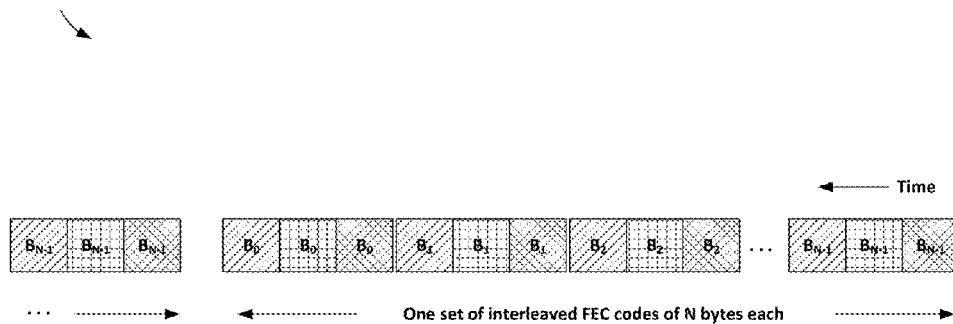 Time
B_N-1 B_N-1 B_N-1 B_0 B_0 B_0 B_1 B_1 B_1 B_2 B_2 B_2 ... B_N-1 B_N-1 B_N-1
... One set of interleaved FEC codes of N bytes each